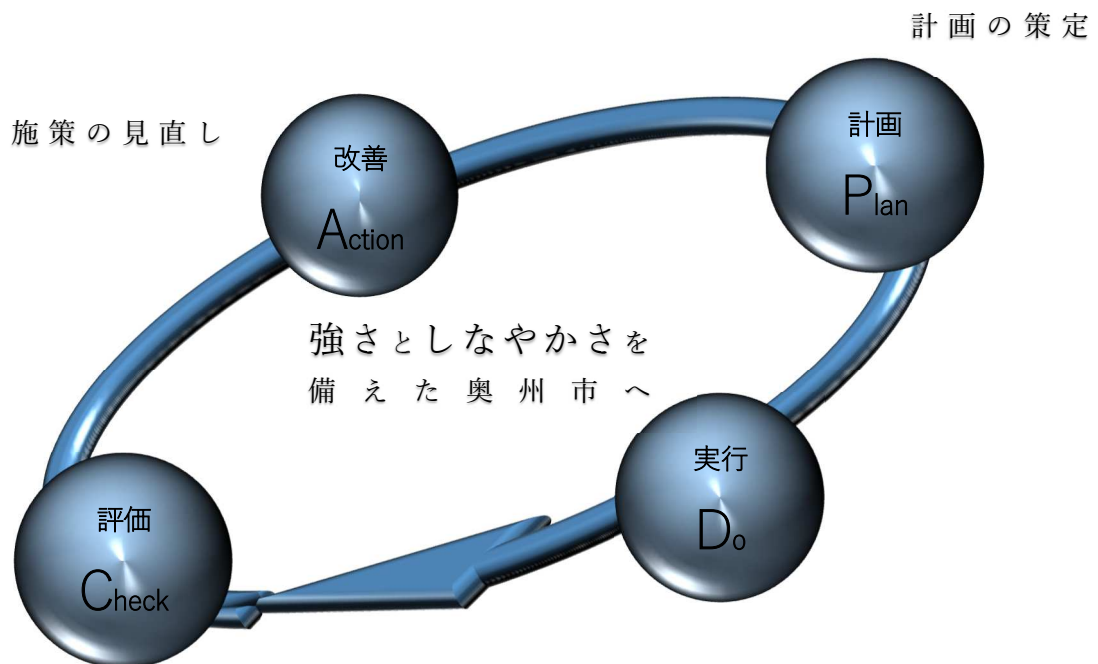 計画の策定
計画
Plan
施策の見直し
改善
Action
強さとしなやかさを
備えた奥州市へ
実行
Do
評価
Check